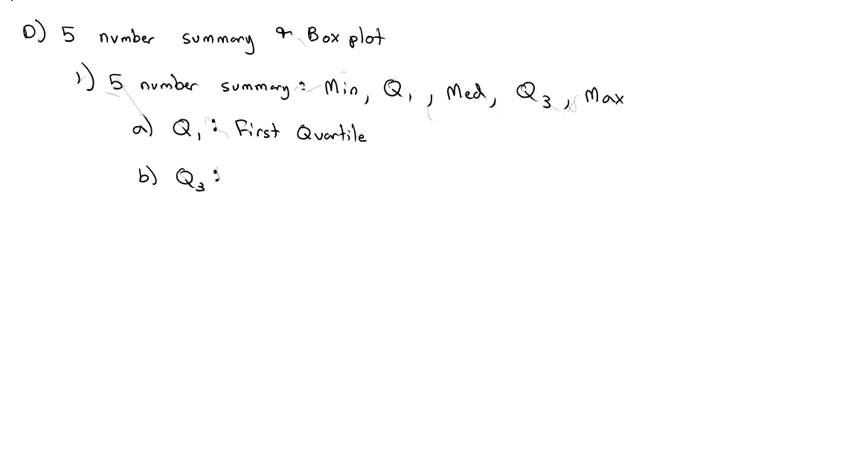 D) 5 number summary & Box plot
1) 5 number summary: Min, Q1, Med, Q3, Max
a) Q1: First Quartile
b) Q3: